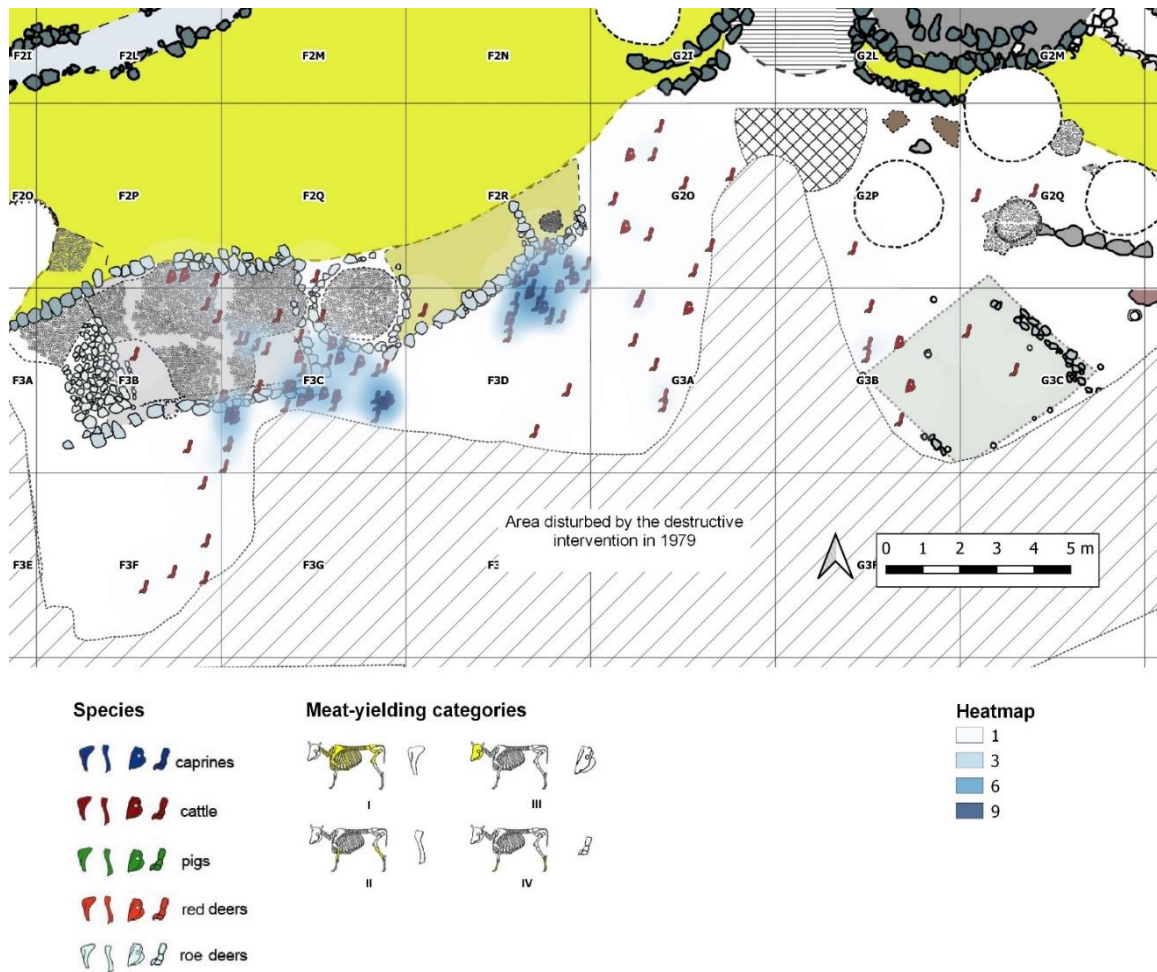 F2I F2L F2M F2N G2I G2L G2M
F2O F2P F2Q F2R G2O G2P G2Q
F3A F3B F3C F3D G3A G3B G3C
Area disturbed by the destructive
intervention in 1979
0 1 2 3 4 5 m
F3E F3F F3G
Species
caprines
cattle
pigs
red deers
roe deers
Meat-yielding categories
I III
II IV
Heatmap
1
3
6
9